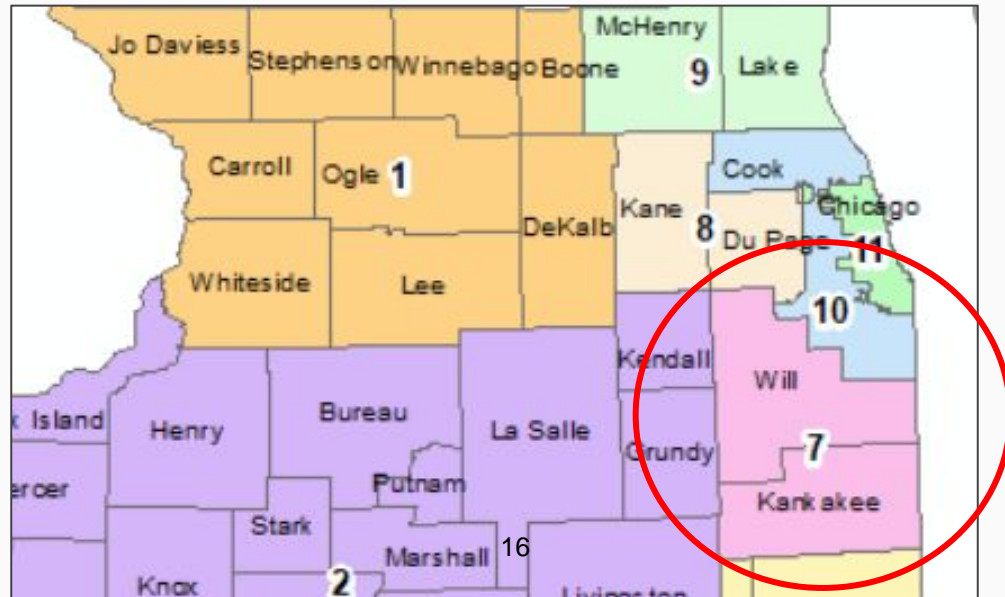 McHenry
Jo Daviess
Stephenson
Winnebago
Boone
9
Lake
Carroll
Ogle
1
Cook
Kane
Chicago
DeKalb
8
Du Page
11
Whiteside
Lee
10
Kendall
Will
Island
Henry
Bureau
La Salle
Grundy
7
Putnam
Kankakee
Stark
Marshall
16
Knox
2